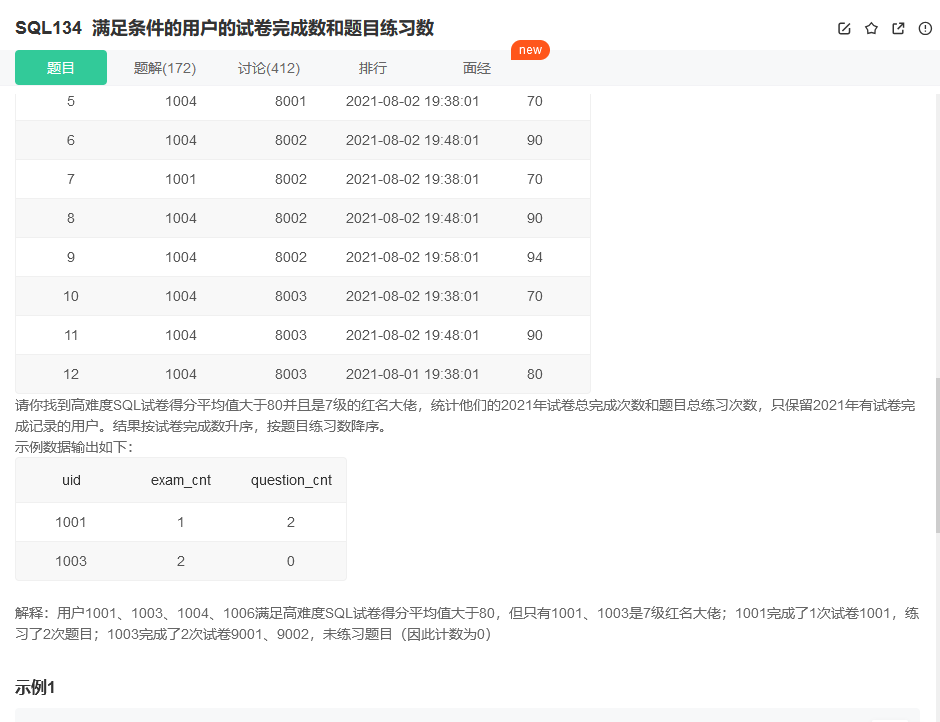 SQL134 满足条件的用户的试卷完成数和题目练习数
new
题目 题解(172) 讨论(412) 排行 面经
5 1004 8001 2021-08-02 19:38:01 70
6 1004 8002 2021-08-02 19:48:01 90
7 1001 8002 2021-08-02 19:38:01 70
8 1004 8002 2021-08-02 19:48:01 90
9 1004 8002 2021-08-02 19:58:01 94
10 1004 8003 2021-08-02 19:38:01 70
11 1004 8003 2021-08-02 19:48:01 90
12 1004 8003 2021-08-01 19:38:01 80
请你找到高难度SQL试卷得分平均值大于80并且是7级的红名大佬，统计他们的2021年试卷总完成次数和题目总练习次数，只保留2021年有试卷完
成记录的用户。结果按试卷完成数升序，按题目练习数降序。
示例数据输出如下：
uid exam_cnt question_cnt
1001 1 2
1003 2 0
解释：用户1001、1003、1004、1006满足高难度SQL试卷得分平均值大于80，但只有1001、1003是7级红名大佬；1001完成了1次试卷1001，练
习了2次题目；1003完成了2次试卷9001、9002，未练习题目（因此计数为0）
示例1